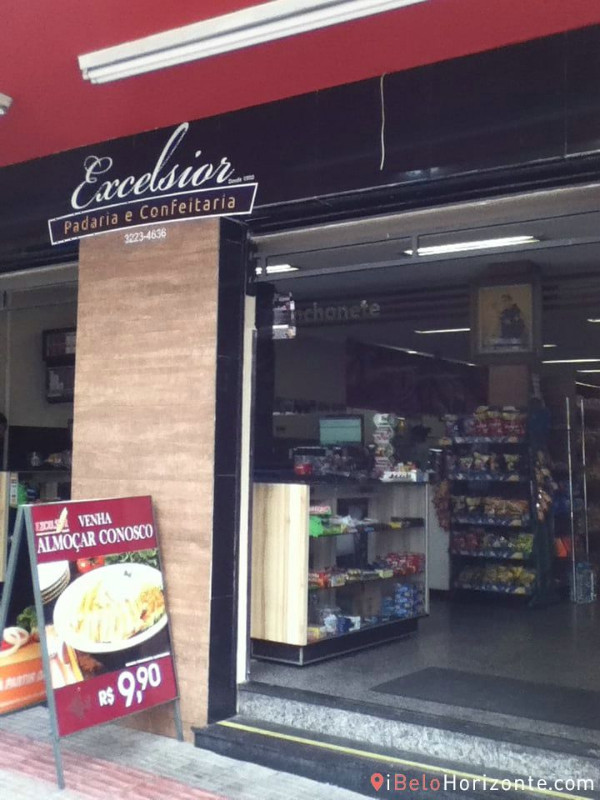 Excelsior
Padaria e Confeitaria
3223-4636
VENHA
ALMOÇAR CONOSCO
R$ 9,90
iBeloHorizonte.com